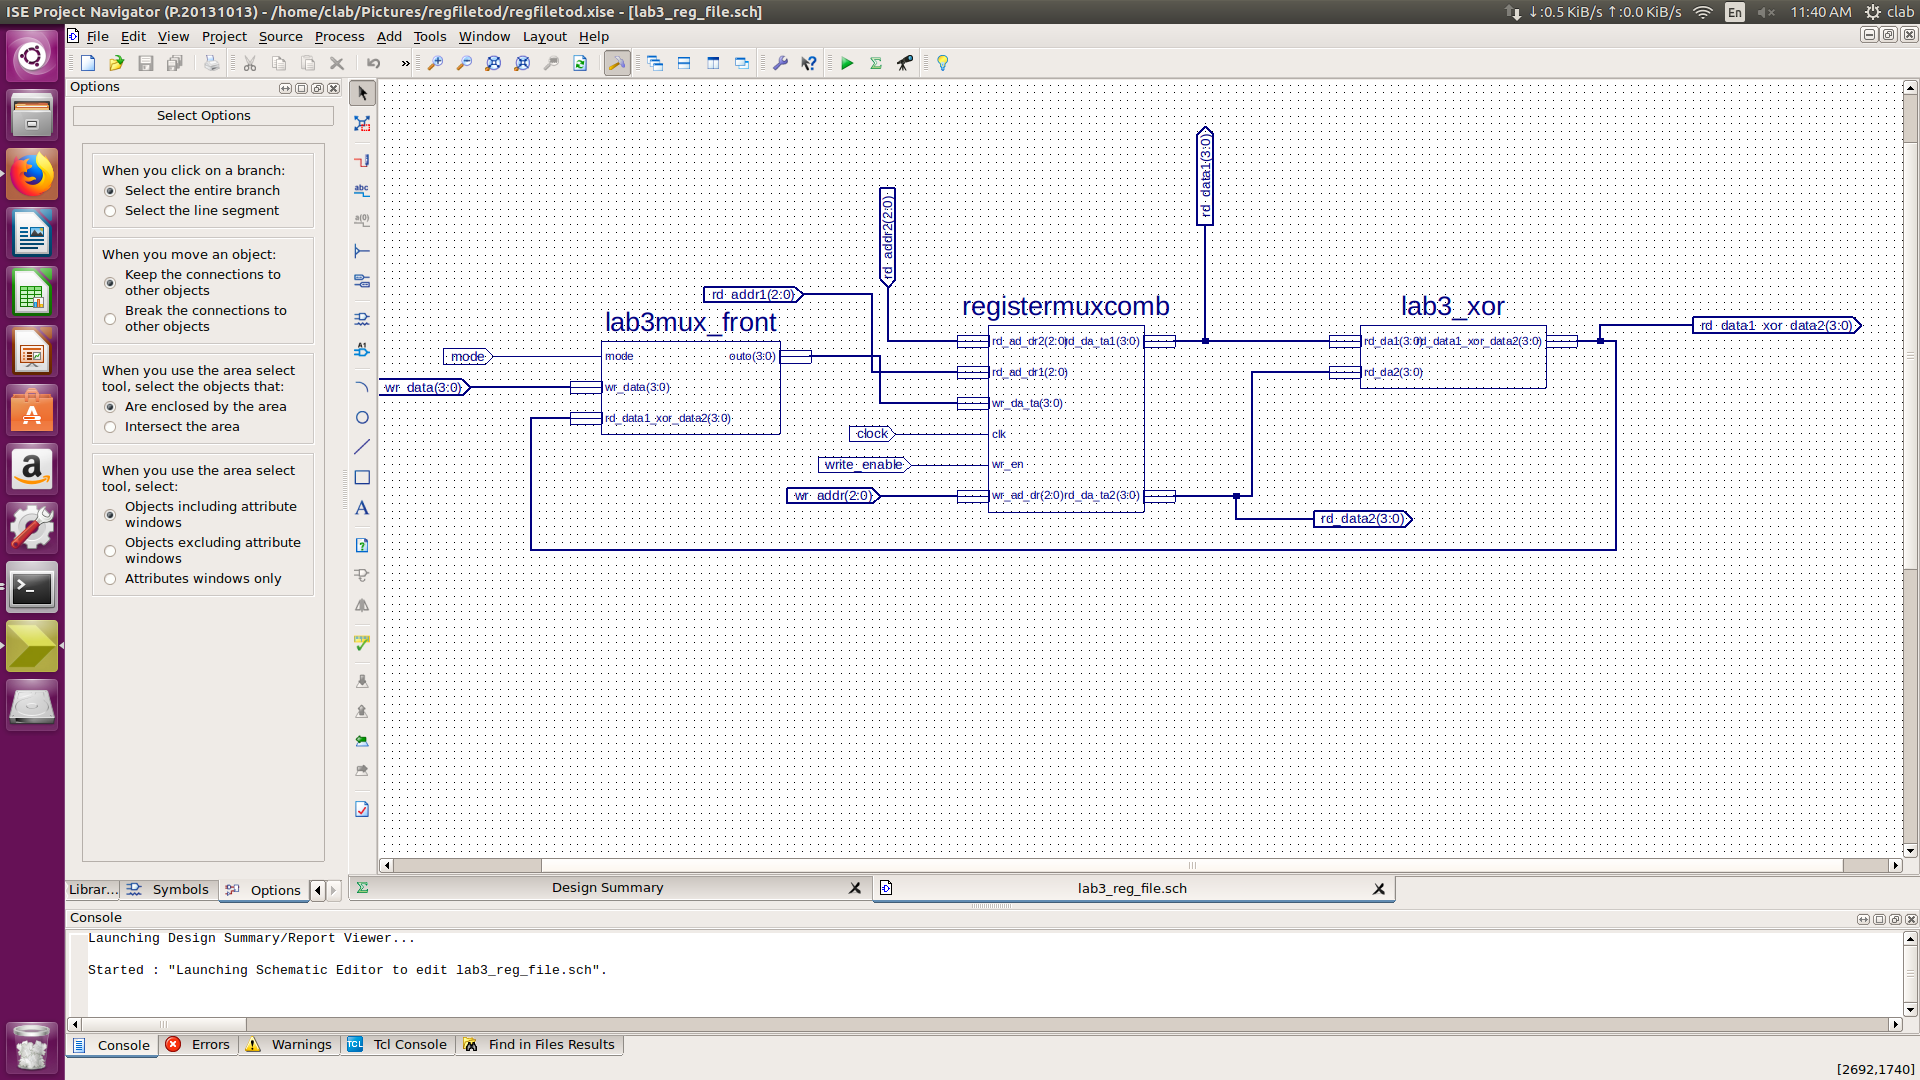 ISE Project Navigator (P.20131013) - /home/clab/Pictures/regfiletod/regfiletod.xise - [lab3_reg_file.sch]
↓:0.5 KiB/s ↑:0.0 KiB/s En 11:40 AM clab
File Edit View Project Source Process Add Tools Window Layout Help
Options
Select Options
When you click on a branch:
Select the entire branch
Select the line segment
When you move an object:
Keep the connections to
other objects
Break the connections to
other objects
When you use the area select
tool, select the objects that:
Are enclosed by the area
Intersect the area
When you use the area select
tool, select:
Objects including attribute
windows
Objects excluding attribute
windows
Attributes windows only
rd_data1(3:0)
rd_addr2(2:0)
rd_addr1(2:0)
lab3mux_front
mode
mode
outo(3:0)
wr_data(3:0)
wr_data(3:0)
rd_data1_xor_data2(3:0)
registermuxcomb
rd_ad_dr2(2:0)
rd_da_ta1(3:0)
rd_ad_dr1(2:0)
wr_da_ta(3:0)
clock
clk
write_enable
wr_en
wr_addr(2:0)
wr_ad_dr(2:0)
rd_da_ta2(3:0)
lab3_xor
rd_da1(3:0)
rd_data1_xor_data2(3:0)
rd_da2(3:0)
rd_data1_xor_data2(3:0)
rd_data2(3:0)
Librar... Symbols Options
Design Summary
lab3_reg_file.sch
Console
Launching Design Summary/Report Viewer...
Started : "Launching Schematic Editor to edit lab3_reg_file.sch".
Console Errors Warnings Tcl Console Find in Files Results
[2692,1740]